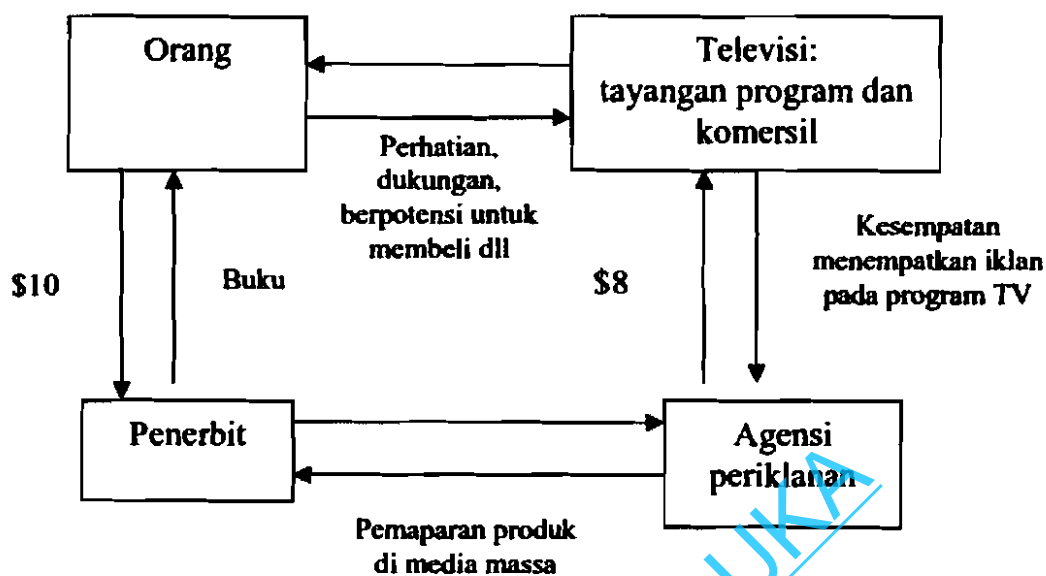 Orang
Televisi:
tayangan program dan
komersil
Perhatian,
dukungan,
berpotensi untuk
membeli dll
Kesempatan
menempatkan iklan
pada program TV
$10
Buku
$8
Penerbit
Agensi
periklanan
Pemaparan produk
di media massa
UKA